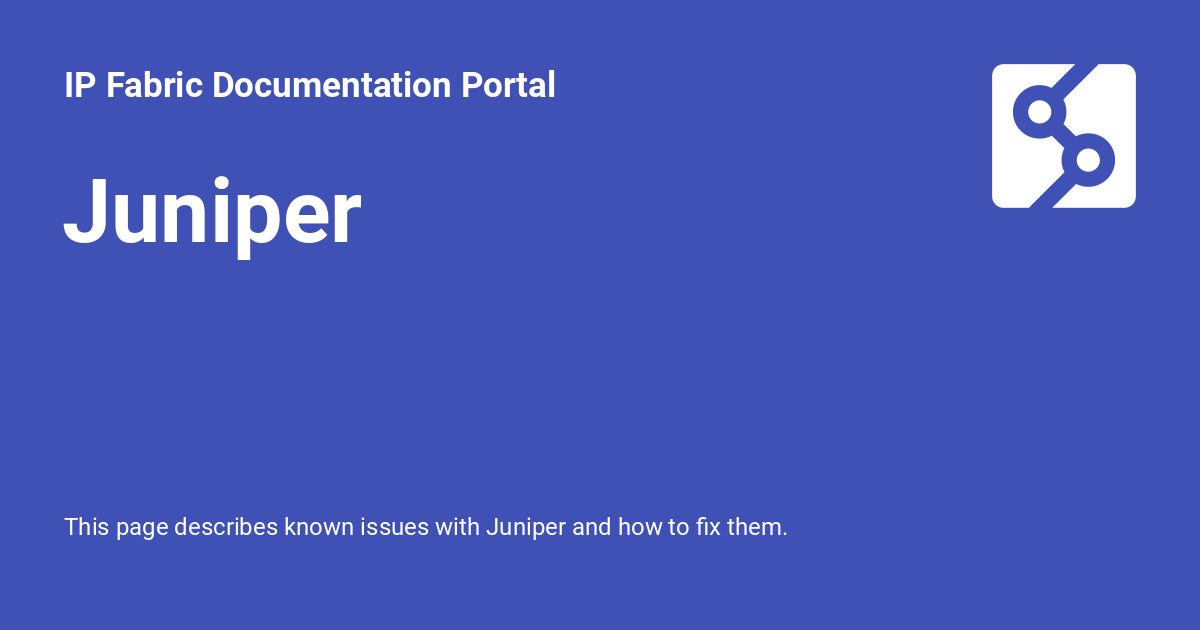 IP Fabric Documentation Portal
Juniper
This page describes known issues with Juniper and how to fix them.